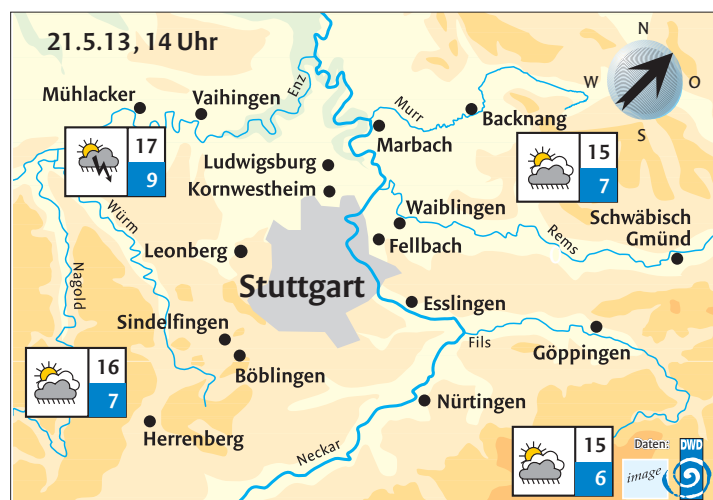 21.5.13, 14 Uhr
N
W
O
S
Enz
Mühlacker
Vaihingen
Murr
Backnang
Marbach
17
9
15
7
Ludwigsburg
Kornwestheim
Würm
Waiblingen
Schwäbisch
Gmünd
Rems
Fellbach
Leonberg
Nagold
Stuttgart
Esslingen
Sindelfingen
Fils
Göppingen
16
7
Böblingen
Nürtingen
Herrenberg
Neckar
15
6
Daten:
DWD
image